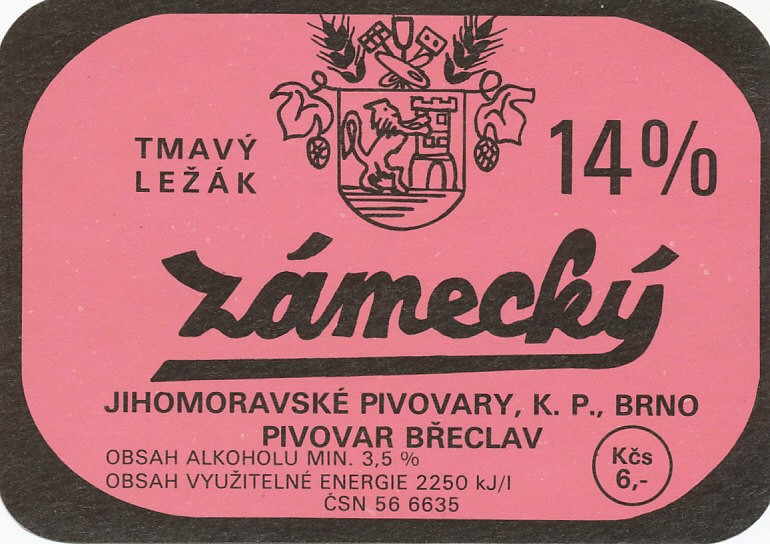 TMAVÝ
LEŽÁK
14%
zámecký
JIHOMORAVSKÉ PIVOVARY, K. P., BRNO
PIVOVAR BŘECLAV
OBSAH ALKOHOLU MIN. 3,5 %
OBSAH VYUŽITELNÉ ENERGIE 2250 kJ/l
ČSN 56 6635
Kčs
6,-